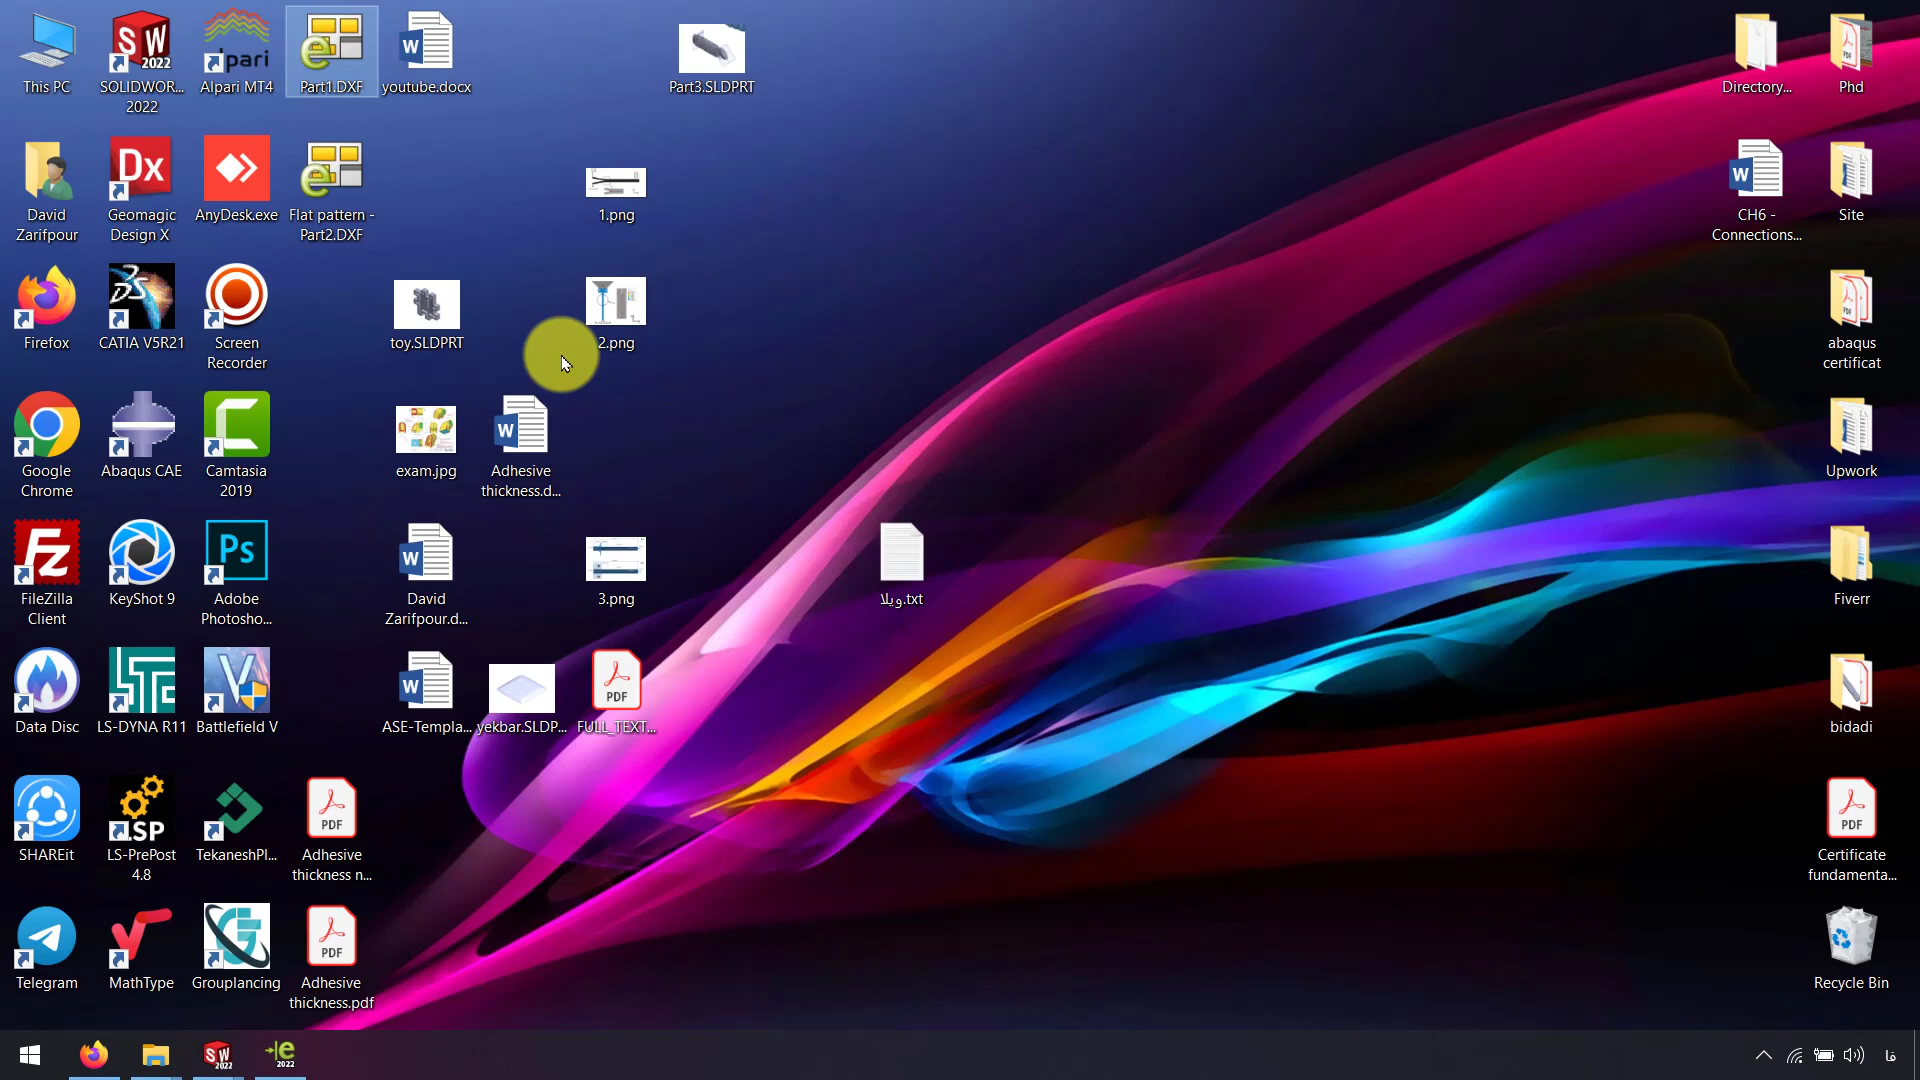 This PC
SOLIDWOR...
2022
Alpari MT4
Part1.DXF
youtube.docx
Part3.SLDPRT
Directory...
Phd
David
Zarifpour
Geomagic
Design X
AnyDesk.exe
Flat pattern -
Part2.DXF
1.png
CH6 -
Connections...
Site
Firefox
CATIA V5R21
Screen
Recorder
toy.SLDPRT
2.png
abaqus
certificat
Google
Chrome
Abaqus CAE
Camtasia
2019
exam.jpg
Adhesive
thickness.d...
Upwork
FileZilla
Client
KeyShot 9
Adobe
Photosho...
David
Zarifpour.d...
3.png
ویلا.txt
Fiverr
Data Disc
LS-DYNA R11
Battlefield V
ASE-Templa...
yekbar.SLDP...
FULL_TEXT...
bidadi
SHAREit
LS-PrePost
4.8
TekaneshPl...
Adhesive
thickness n...
Certificate
fundamenta...
Telegram
MathType
Grouplancing
Adhesive
thickness.pdf
Recycle Bin
فا